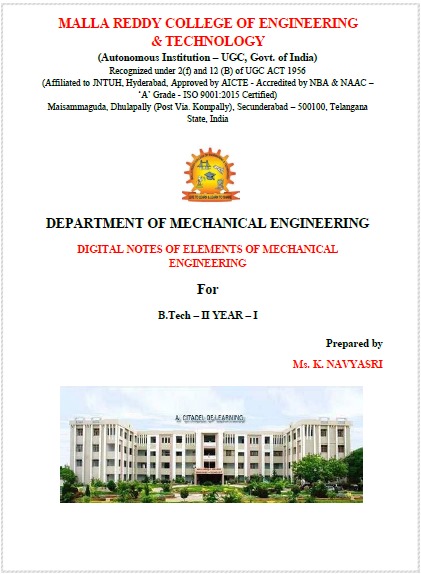 MALLA REDDY COLLEGE OF ENGINEERING
& TECHNOLOGY
(Autonomous Institution – UGC, Govt. of India)
Recognized under 2(f) and 12 (B) of UGC ACT 1956
(Affiliated to JNTUH, Hyderabad, Approved by AICTE - Accredited by NBA & NAAC –
‘A’ Grade - ISO 9001:2015 Certified)
Maisammaguda, Dhulapally (Post Via. Kompally), Secunderabad – 500100, Telangana
State, India
DEPARTMENT OF MECHANICAL ENGINEERING
DIGITAL NOTES OF ELEMENTS OF MECHANICAL
ENGINEERING
For
B.Tech – II YEAR – I
Prepared by
Ms. K. NAVYASRI
A CITADEL OF LEARNING